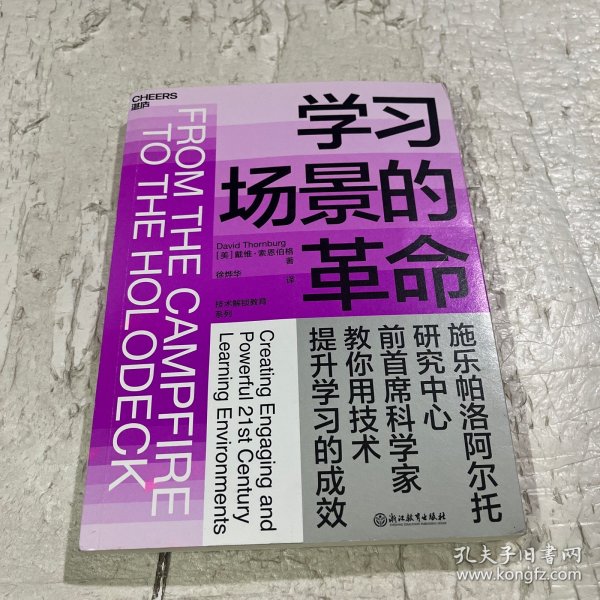 CHEERS
湛庐
FROM THE CAMPFIRE
TO THE HOLODECK
学习
场景的
革命
David Thornburg
[美]戴维·索恩伯格
著
徐烨华
译
技术解锁教育
系列
Creating Engaging and
Powerful 21st Century
Learning Environments
施乐帕洛阿尔托
研究中心
前首席科学家
教你用技术
提升学习的成效
浙江教育出版社
孔夫子旧书网
www.kongfz.com